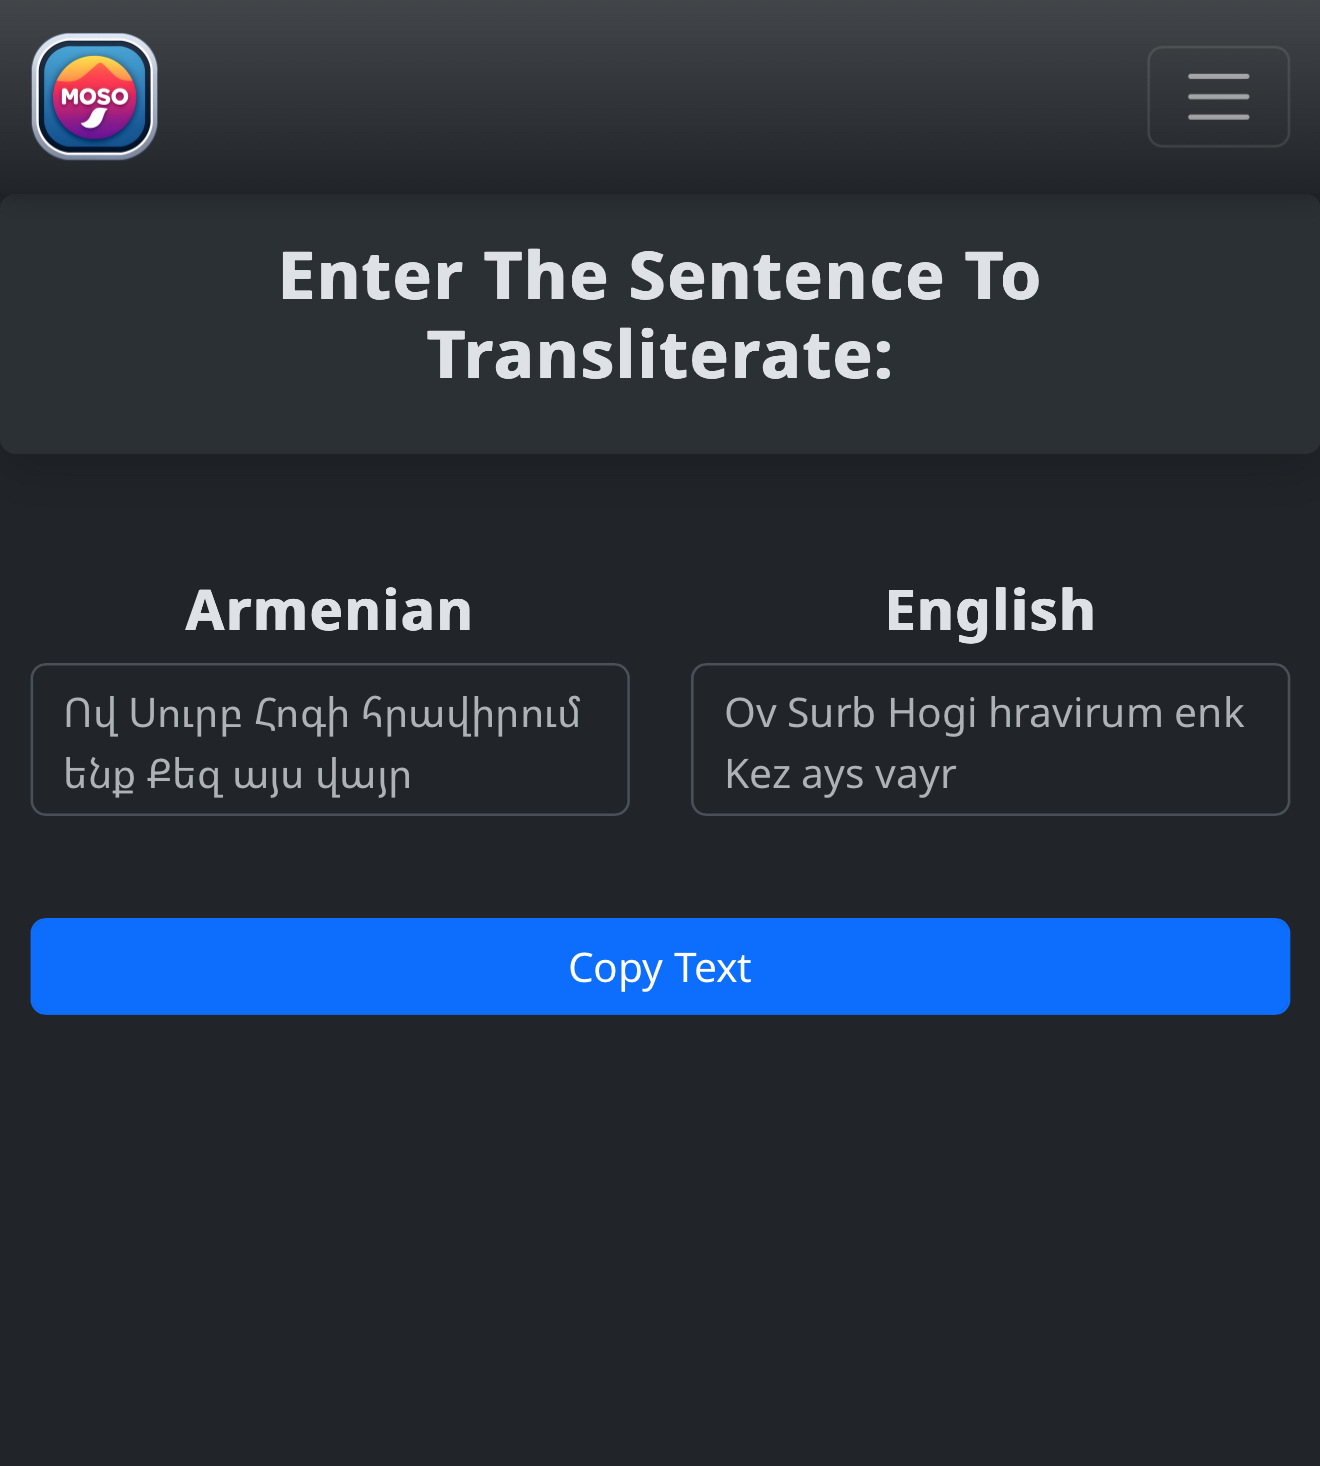 MOSO
Enter The Sentence To
Transliterate:
Armenian
Ով Սուրբ Հոգի հրավիրում
ենք Քեզ այս վայր
English
Ov Surb Hogi hravirum enk
Kez ays vayr
Copy Text